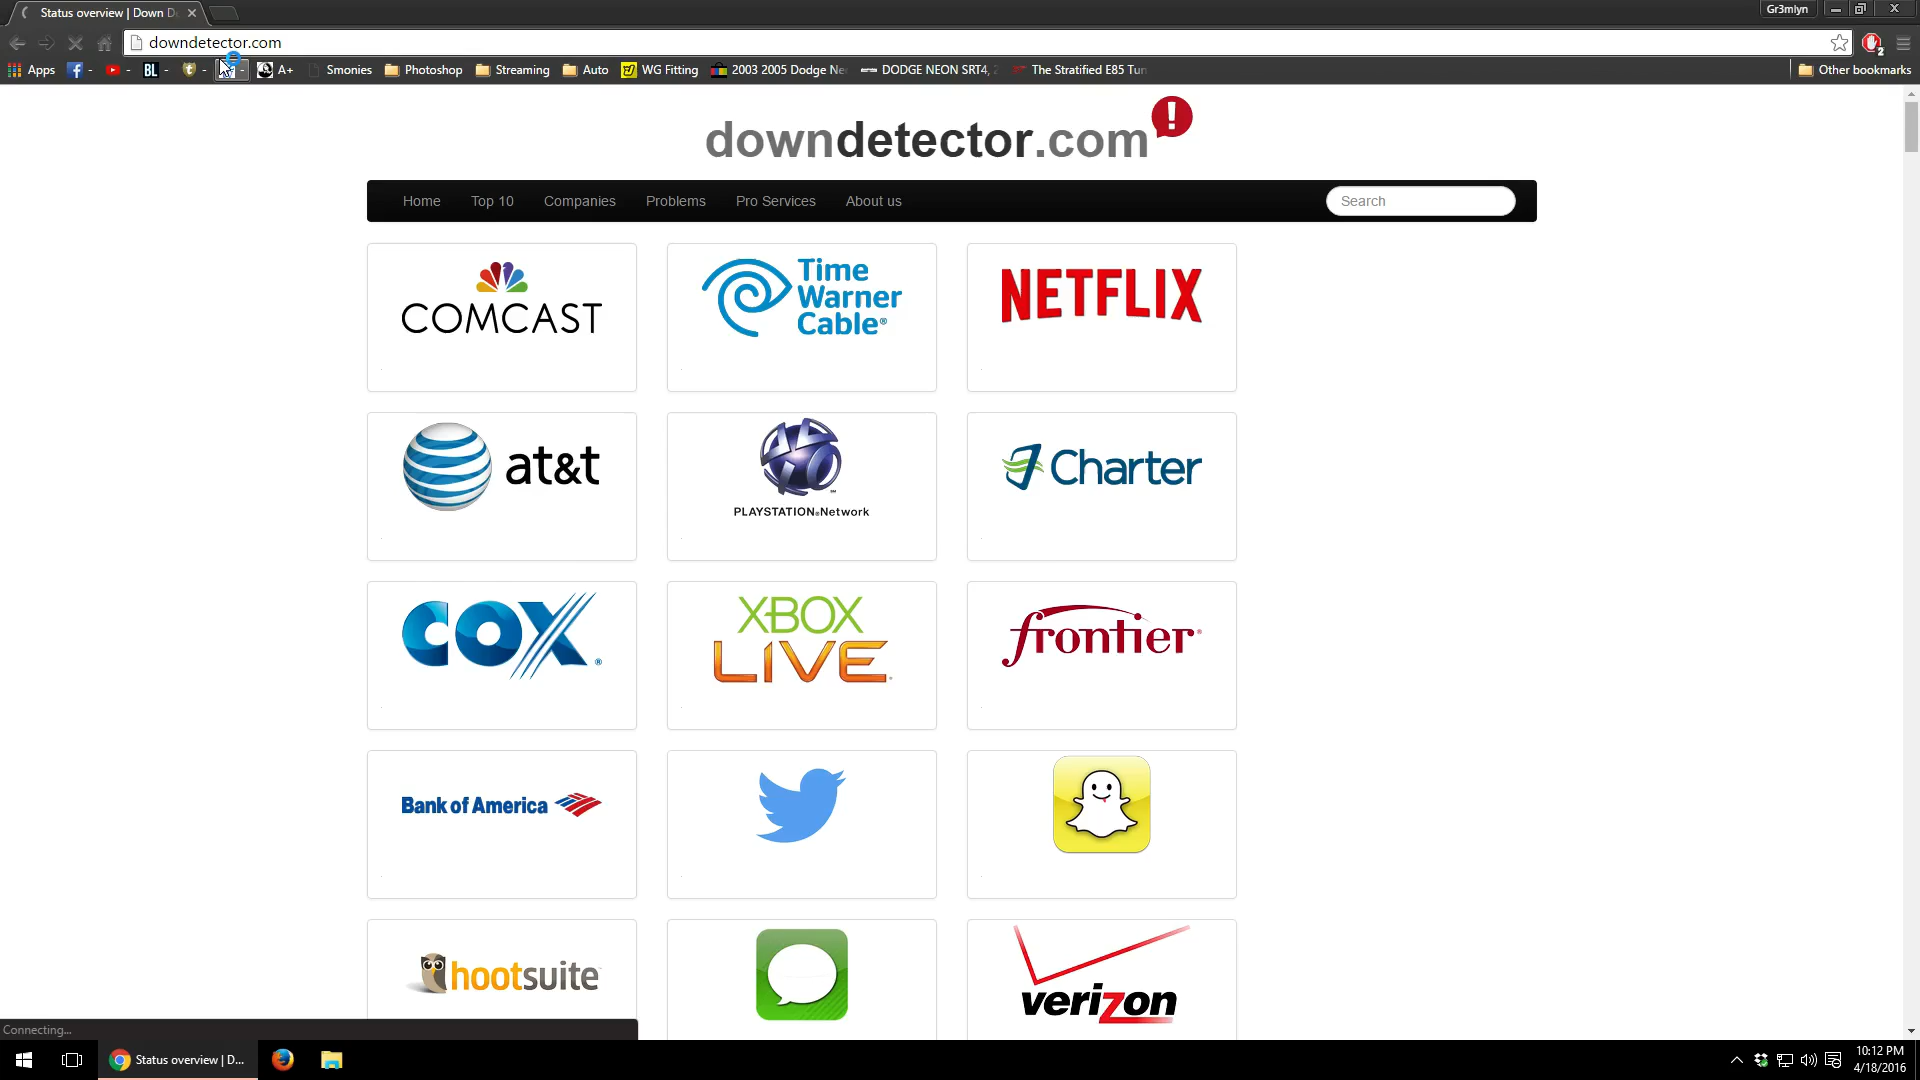 Status overview | Down D
Gr3mlyn
downdetector.com
2
Apps
BL
A+
Smonies
Photoshop
Streaming
Auto
WG Fitting
2003 2005 Dodge Ne
DODGE NEON SRT4, 2
The Stratified E85 Tun
Other bookmarks
downdetector.com!
Home
Top 10
Companies
Problems
Pro Services
About us
Search
COMCAST
Time
Warner
Cable®
NETFLIX
at&t
PLAYSTATION®Network
Charter
COX®
XBOX
LIVE
frontier®
Bank of America
hootsuite
verizon
Connecting...
Status overview | D...
10:12 PM
4/18/2016